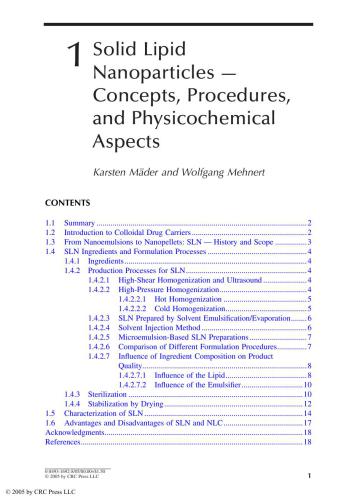 1 Solid Lipid
Nanoparticles —
Concepts, Procedures,
and Physicochemical
Aspects
Karsten Mäder and Wolfgang Mehnert
CONTENTS
1.1 Summary ........ 2
1.2 Introduction to Colloidal Drug Carriers ........ 2
1.3 From Nanoemulsions to Nanopellets: SLN — History and Scope ........ 3
1.4 SLN Ingredients and Formulation Processes ........ 4
1.4.1 Ingredients ........ 4
1.4.2 Production Processes for SLN ........ 4
1.4.2.1 High-Shear Homogenization and Ultrasound ........ 4
1.4.2.2 High-Pressure Homogenization ........ 4
1.4.2.2.1 Hot Homogenization ........ 5
1.4.2.2.2 Cold Homogenization ........ 5
1.4.2.3 SLN Prepared by Solvent Emulsification/Evaporation ........ 6
1.4.2.4 Solvent Injection Method ........ 6
1.4.2.5 Microemulsion-Based SLN Preparations ........ 7
1.4.2.6 Comparison of Different Formulation Procedures ........ 7
1.4.2.7 Influence of Ingredient Composition on Product
Quality ........ 8
1.4.2.7.1 Influence of the Lipid ........ 8
1.4.2.7.2 Influence of the Emulsifier ........ 10
1.4.3 Sterilization ........ 10
1.4.4 Stabilization by Drying ........ 12
1.5 Characterization of SLN ........ 14
1.6 Advantages and Disadvantages of SLN and NLC ........ 17
Acknowledgments ........ 18
References ........ 18
© 2005 by CRC Press LLC
1
© 2005 by CRC Press LLC